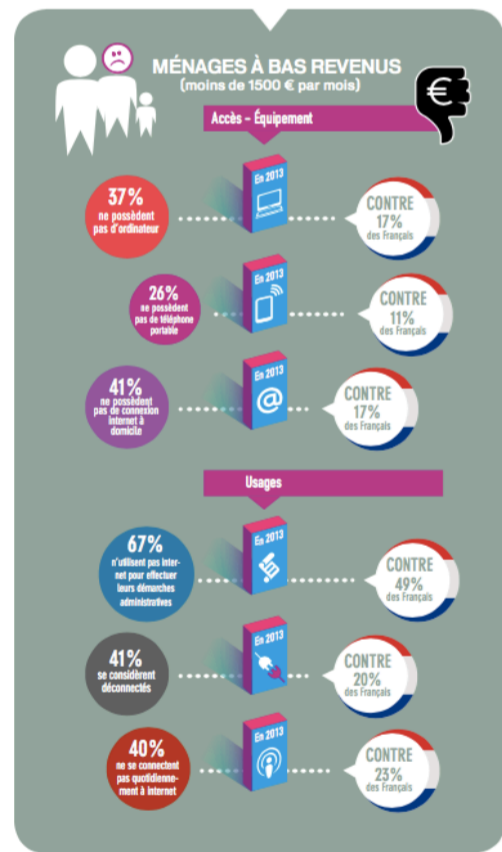 MÉNAGES À BAS REVENUS
(moins de 1500 € par mois)
€
Accès - Équipement
37%
ne possèdent
pas d'ordinateur
En 2013
CONTRE
17%
des Français
26%
ne possèdent
pas de téléphone
portable
En 2013
CONTRE
11%
des Français
41%
ne possèdent
pas de connexion
internet à
domicile
En 2013
@
CONTRE
17%
des Français
Usages
67%
n'utilisent pas inter-
net pour effectuer
leurs démarches
administratives
En 2013
CONTRE
49%
des Français
41%
se considèrent
déconnectés
En 2013
CONTRE
20%
des Français
40%
ne se connectent
pas quotidienne-
ment à internet
En 2013
CONTRE
23%
des Français